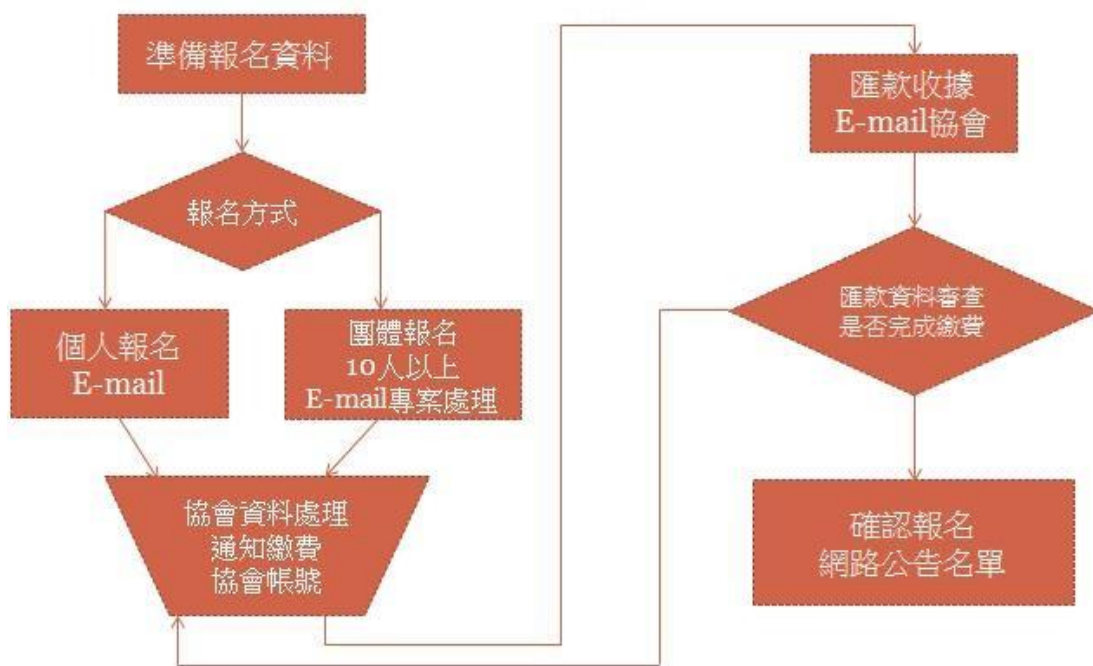 準備報名資料
報名方式
個人報名
E-mail
團體報名
10人以上
E-mail專案處理
協會資料處理
通知繳費
協會帳號
匯款收據
E-mail協會
匯款資料審查
是否完成繳費
確認報名
網路公告名單